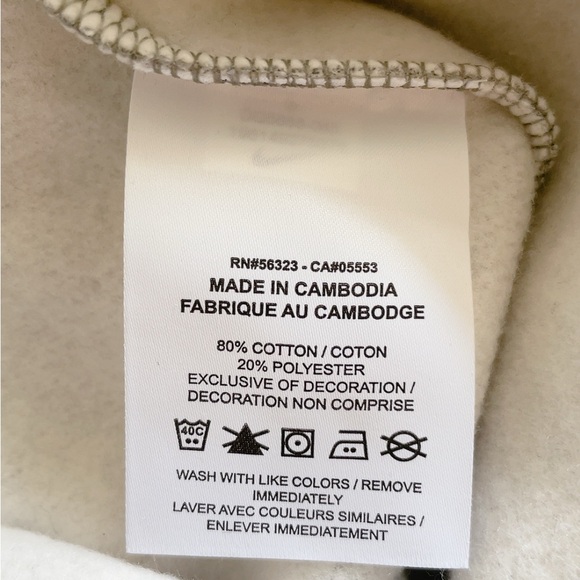 RN#56323 - CA#05553
MADE IN CAMBODIA
FABRIQUE AU CAMBODGE
80% COTTON / COTON
20% POLYESTER
EXCLUSIVE OF DECORATION /
DECORATION NON COMPRISE
40C
WASH WITH LIKE COLORS / REMOVE
IMMEDIATELY
LAVER AVEC COULEURS SIMILAIRES /
ENLEVER IMMEDIATEMENT